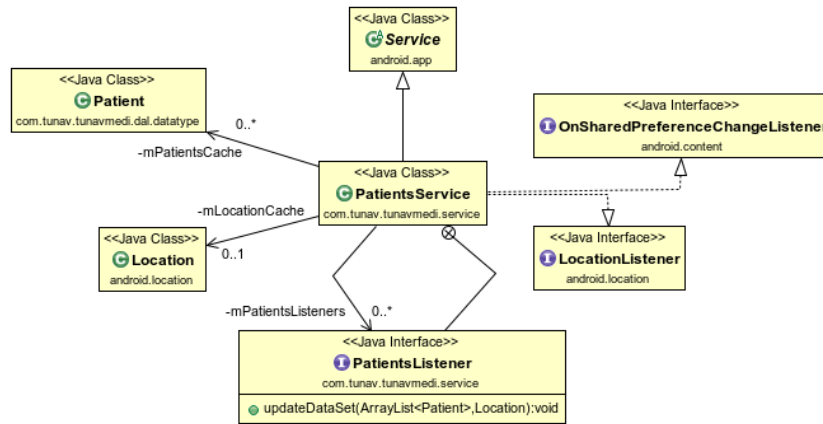 <<Java Class>>
Service
android.app
<<Java Class>>
Patient
com.tunav.tunavmedi.dal.datatype
0..*
-mPatientsCache
<<Java Interface>>
OnSharedPreferenceChangeListener
android.content
<<Java Class>>
PatientsService
com.tunav.tunavmedi.service
-mLocationCache
0..1
<<Java Class>>
Location
android.location
<<Java Interface>>
LocationListener
android.location
-mPatientsListeners
0..*
<<Java Interface>>
PatientsListener
com.tunav.tunavmedi.service
updateDataSet(ArrayList<Patient>,Location):void